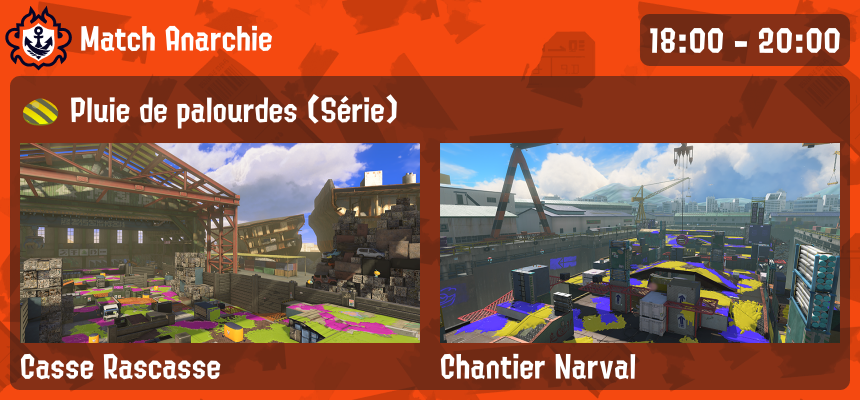 Match Anarchie
18:00 - 20:00
Pluie de palourdes (Série)
Casse Rascasse
Chantier Narval